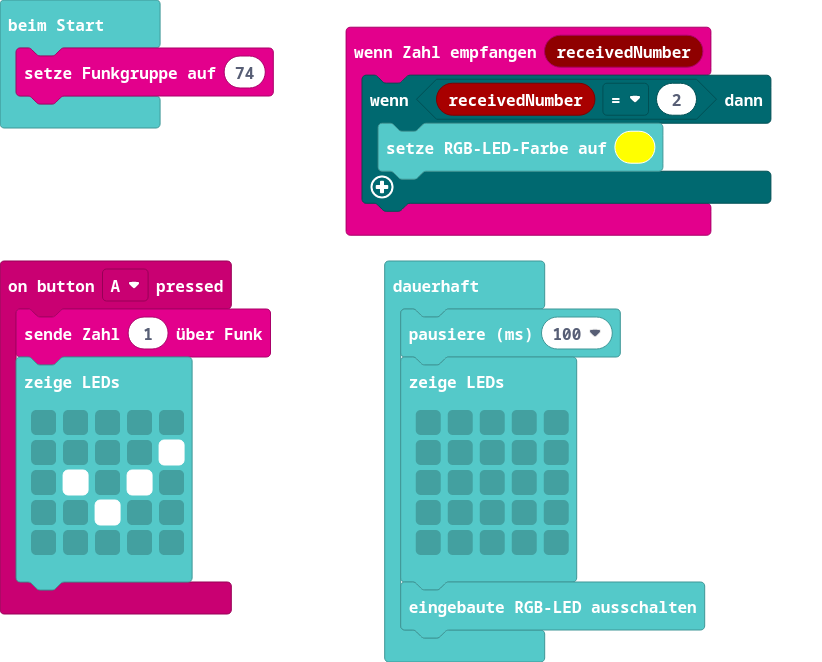 beim Start
setze Funkgruppe auf 74
wenn Zahl empfangen receivedNumber
wenn receivedNumber = 2 dann
setze RGB-LED-Farbe auf
on button A pressed
sende Zahl 1 über Funk
zeige LEDs
dauerhaft
pausiere (ms) 100
zeige LEDs
eingebaute RGB-LED ausschalten